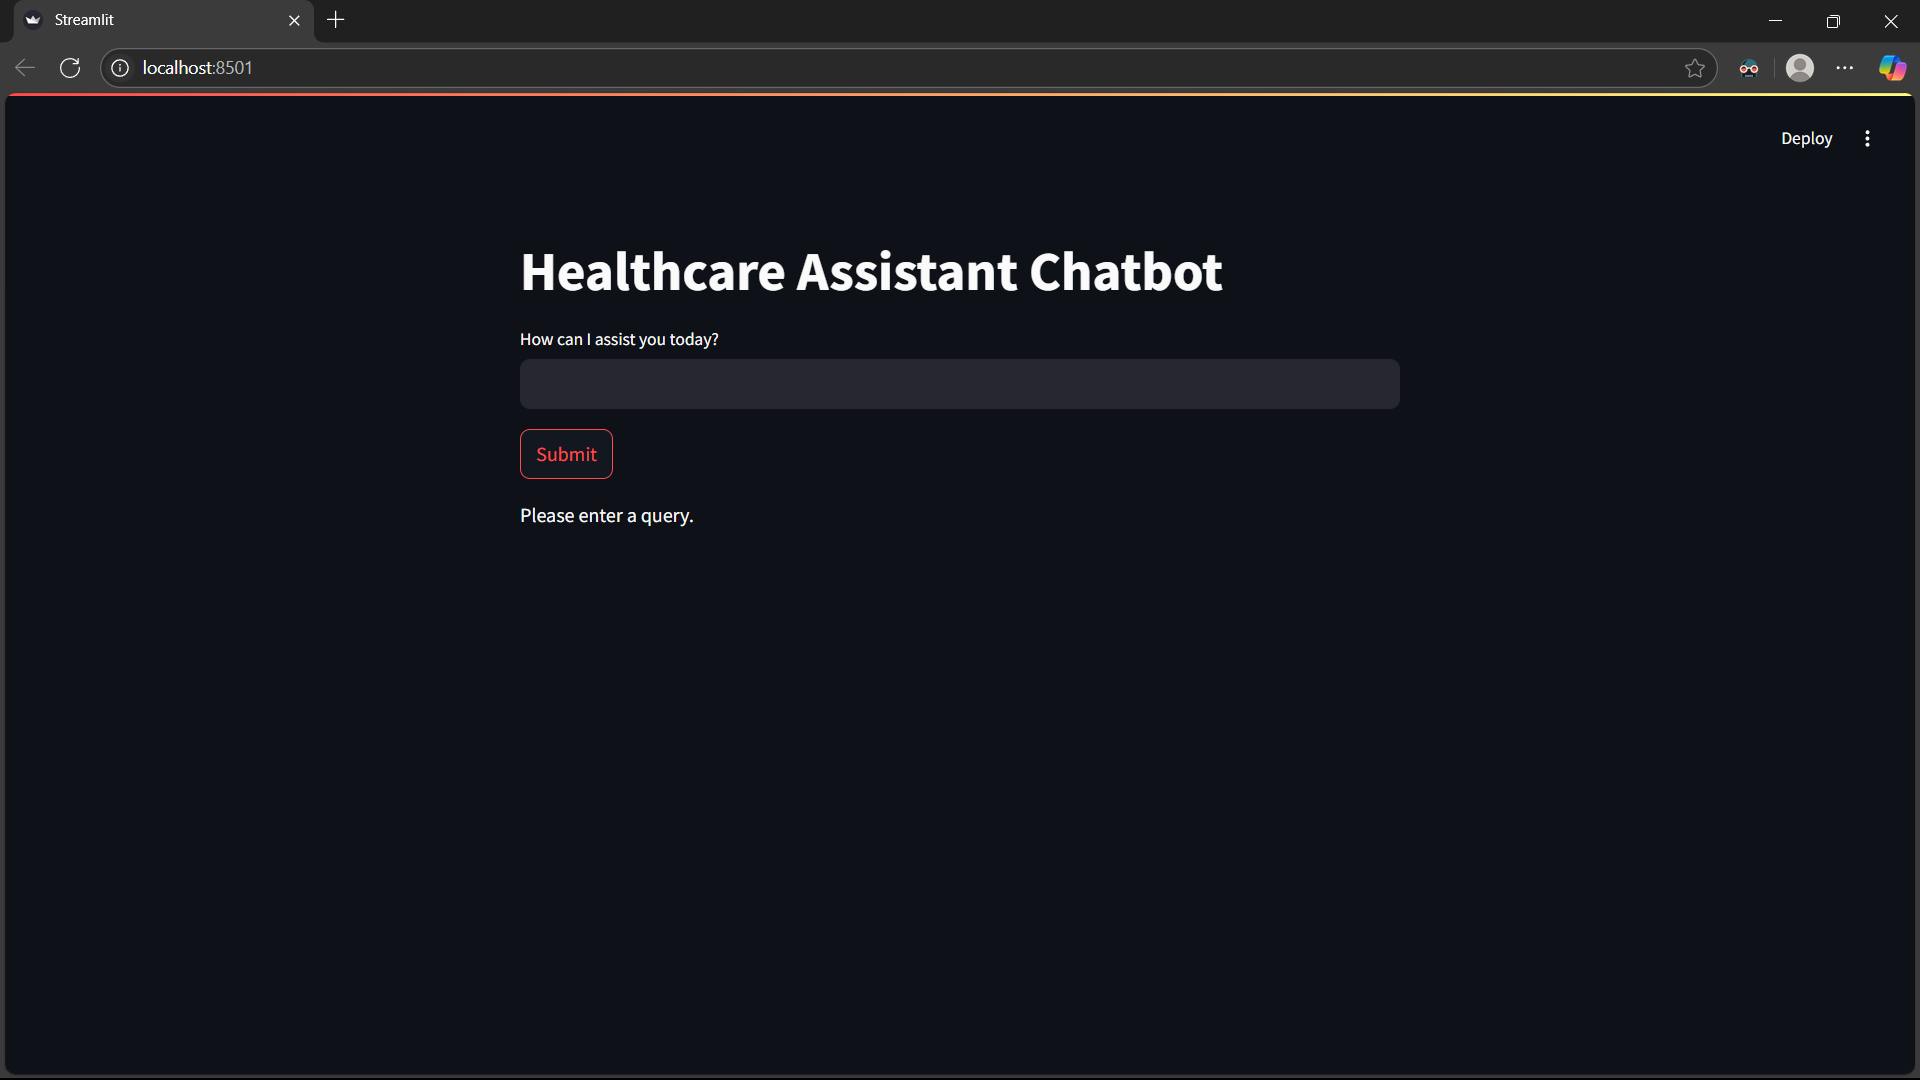 Streamlit
localhost:8501
Deploy
Healthcare Assistant Chatbot
How can I assist you today?
Submit
Please enter a query.